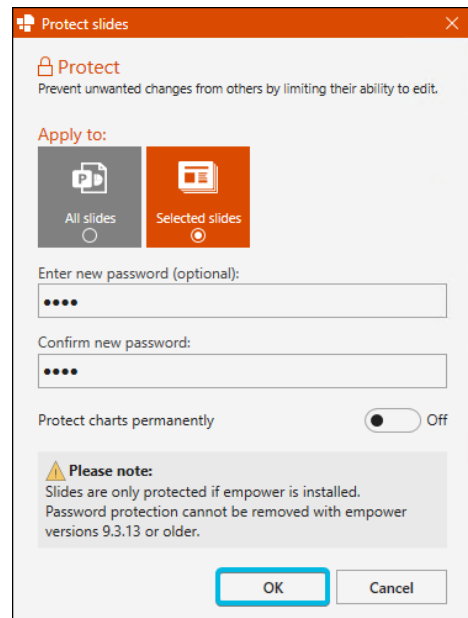 Protect slides
Protect
Prevent unwanted changes from others by limiting their ability to edit.
Apply to:
All slides
Selected slides
Enter new password (optional):
••••
Confirm new password:
••••
Protect charts permanently
Off
Please note:
Slides are only protected if empower is installed.
Password protection cannot be removed with empower
versions 9.3.13 or older.
OK
Cancel